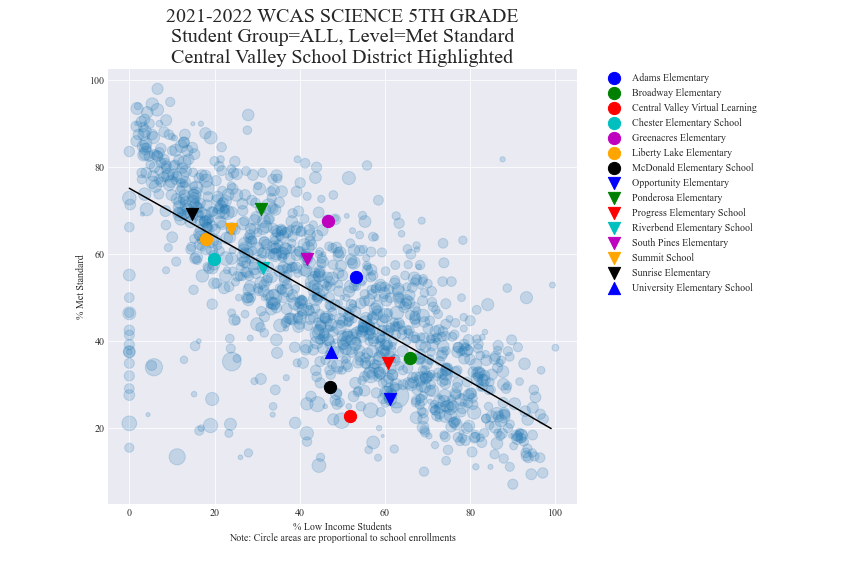 2021-2022 WCAS SCIENCE 5TH GRADE
Student Group=ALL, Level=Met Standard
Central Valley School District Highlighted
100
80
60
40
20
% Met Standard
0
20
40
60
80
100
% Low Income Students
Note: Circle areas are proportional to school enrollments
Adams Elementary
Broadway Elementary
Central Valley Virtual Learning
Chester Elementary School
Greenacres Elementary
Liberty Lake Elementary
McDonald Elementary School
Opportunity Elementary
Ponderosa Elementary
Progress Elementary School
Riverbend Elementary School
South Pines Elementary
Summit School
Sunrise Elementary
University Elementary School